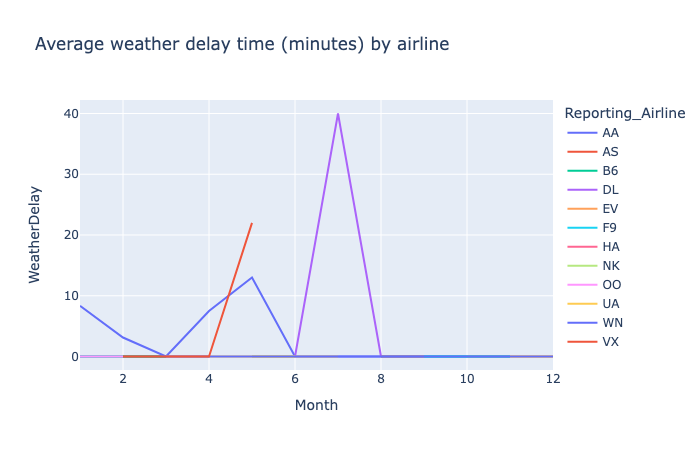 Average weather delay time (minutes) by airline
Reporting_Airline
AA
AS
B6
DL
EV
F9
HA
NK
OO
UA
WN
VX
WeatherDelay
40
30
20
10
0
2 4 6 8 10 12
Month